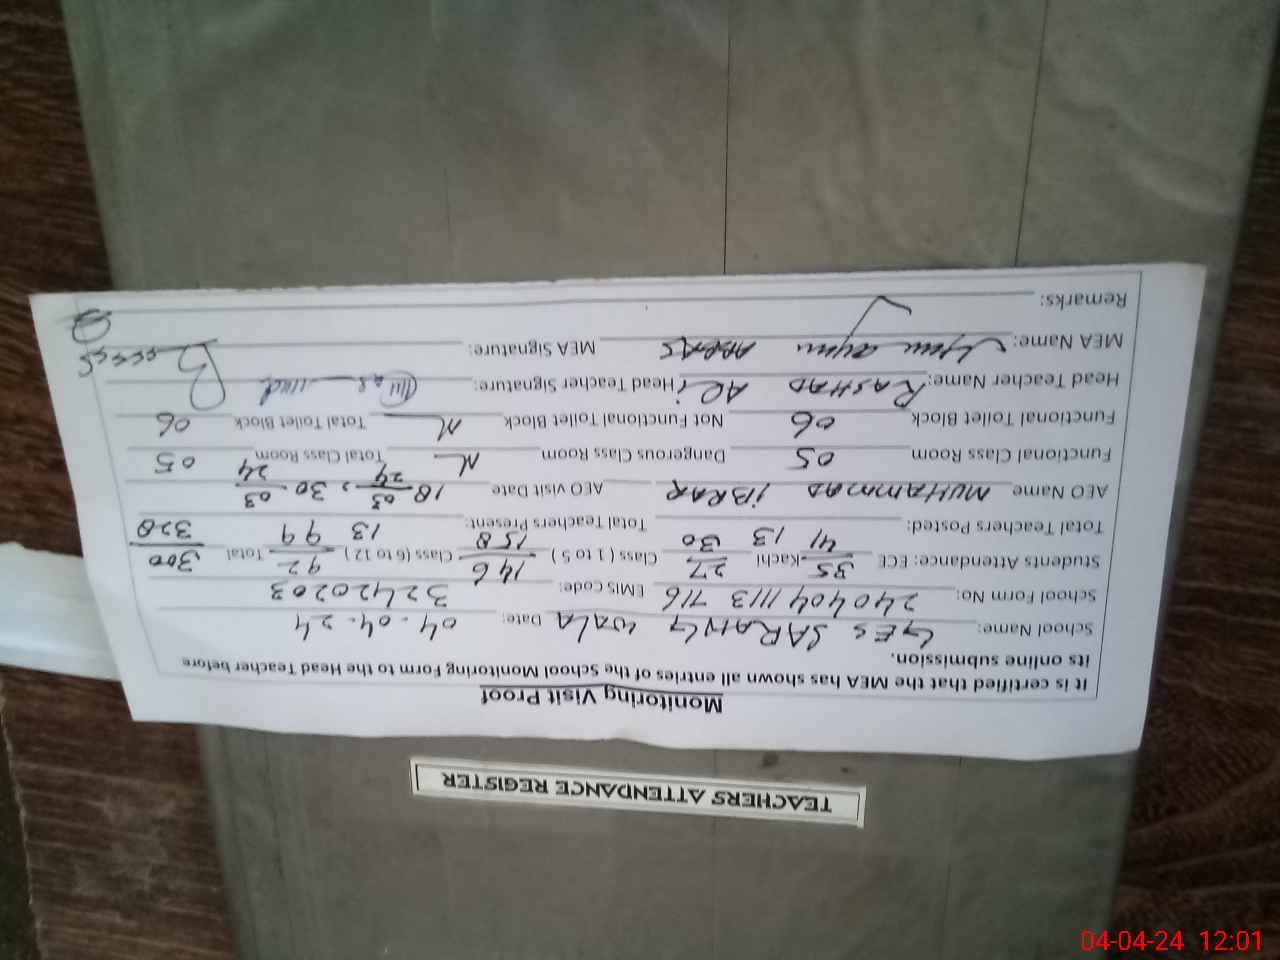 TEACHERS ATTENDANCE REGISTER
Monitoring Visit Proof
It is certified that the MEA has shown all entries of the School Monitoring Form to the Head Teacher before
its online submission.
School Name: GES SARANG WALA Date: 04.04.24
School Form No: 240404 1113 716 EMIS Code: 32420203
Students Attendance: ECE 35/41 Kachi 27/30 Class (1 to 5) 146/158 Class (6 to 12) 92/99 Total 300/328
Total Teachers Posted: 13 Total Teachers Present: 13
AEO Name MUHAMMAD IBRAR AEO visit Date 18 03/24, 30 03/24
Functional Class Room 05 Dangerous Class Room N Total Class Room 05
Functional Toilet Block 06 Not Functional Toilet Block N Total Toilet Block 06
Head Teacher Name: RASHAD ALi Head Teacher Signature:
MEA Name: ABBAS MEA Signature:
Remarks:
04-04-24 12:01